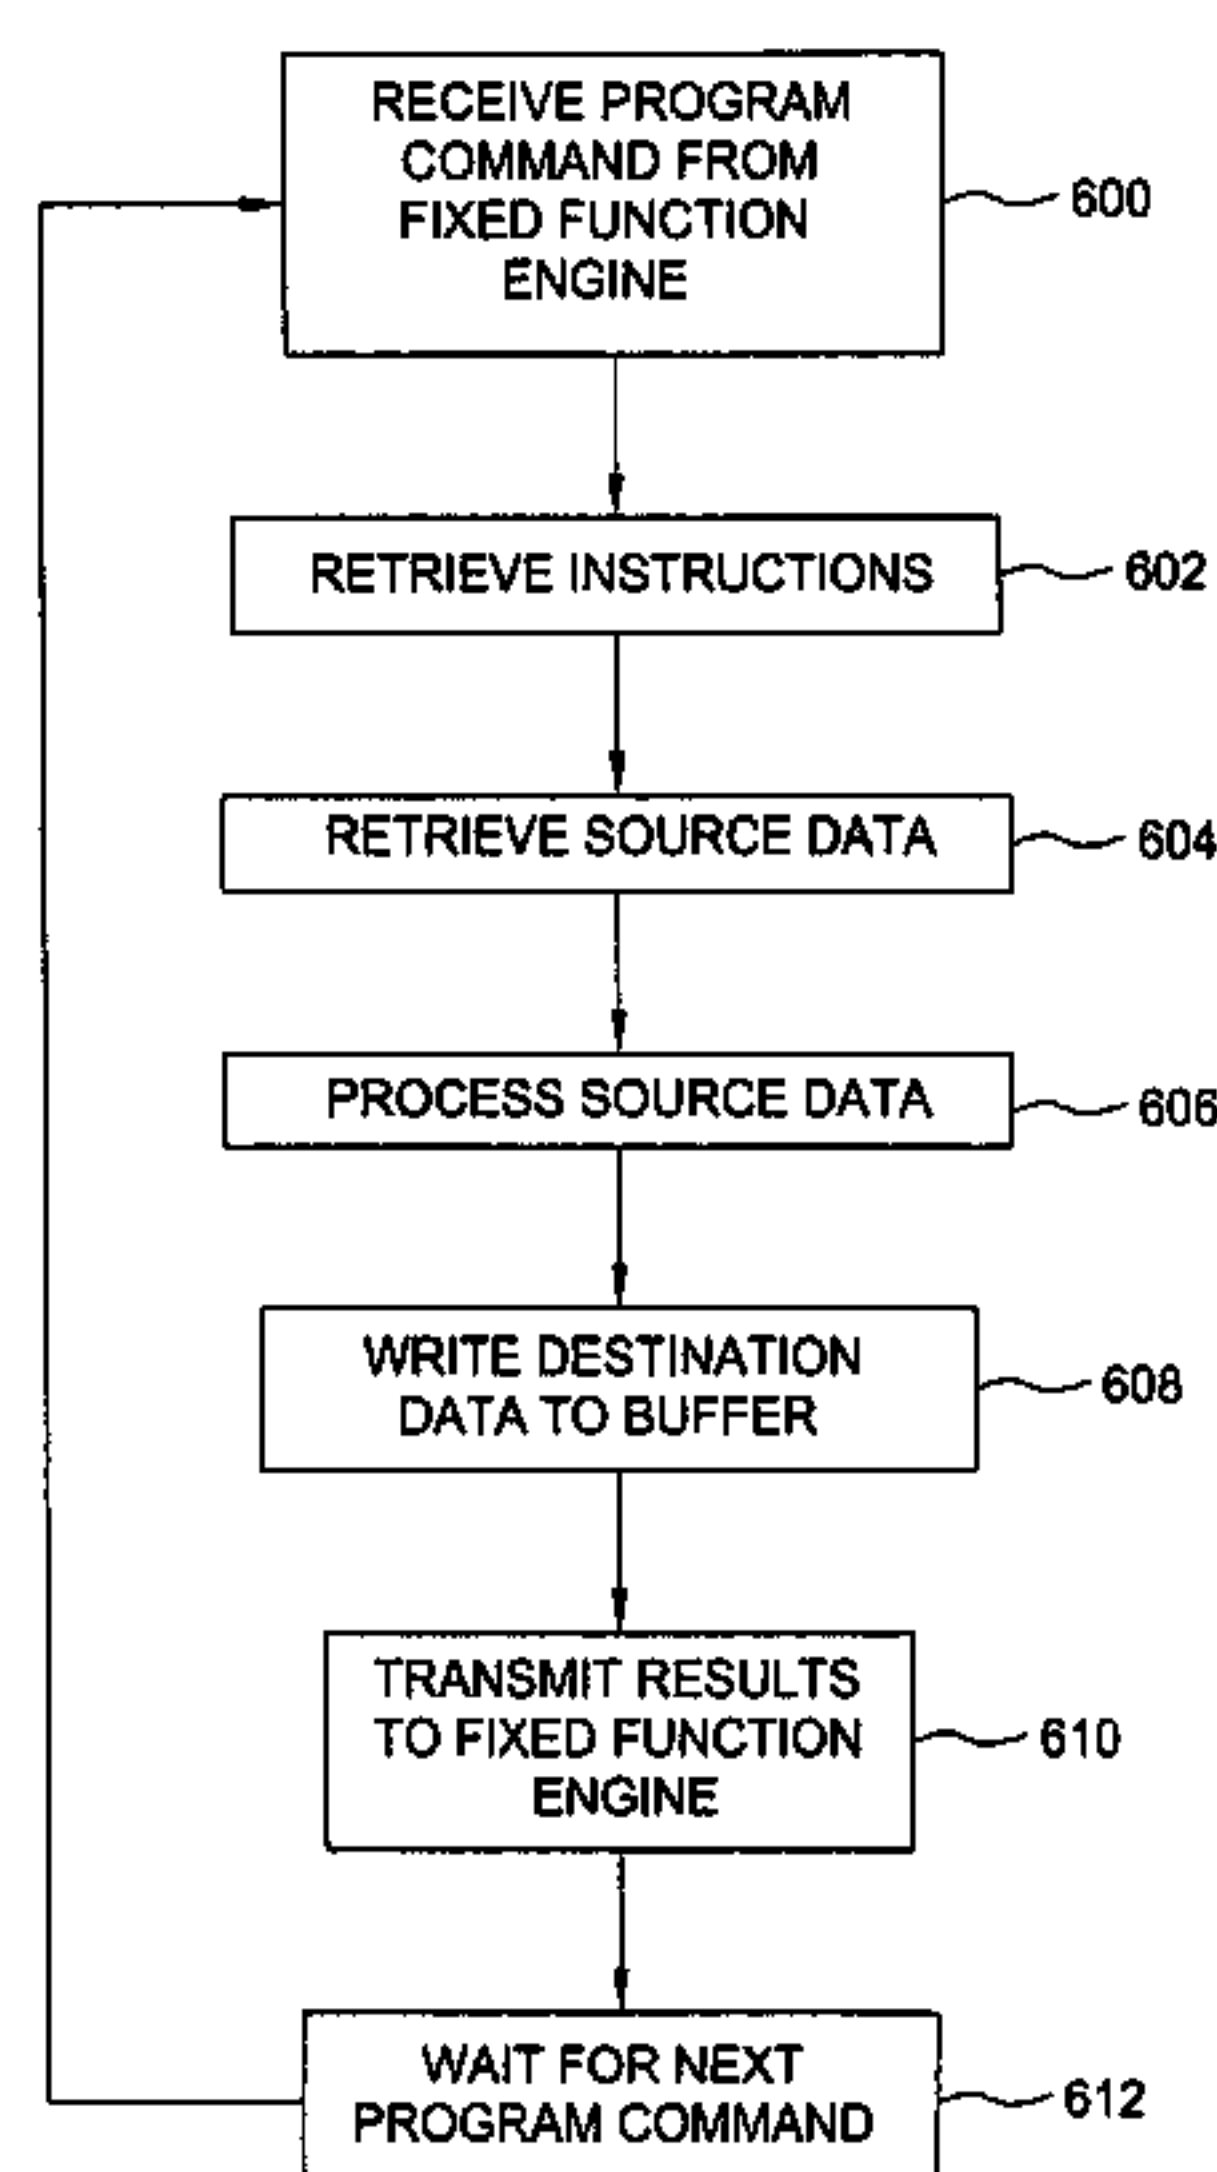 RECEIVE PROGRAM
COMMAND FROM
FIXED FUNCTION
ENGINE
600
RETRIEVE INSTRUCTIONS
602
RETRIEVE SOURCE DATA
604
PROCESS SOURCE DATA
606
WRITE DESTINATION
DATA TO BUFFER
608
TRANSMIT RESULTS
TO FIXED FUNCTION
ENGINE
610
WAIT FOR NEXT
PROGRAM COMMAND
612